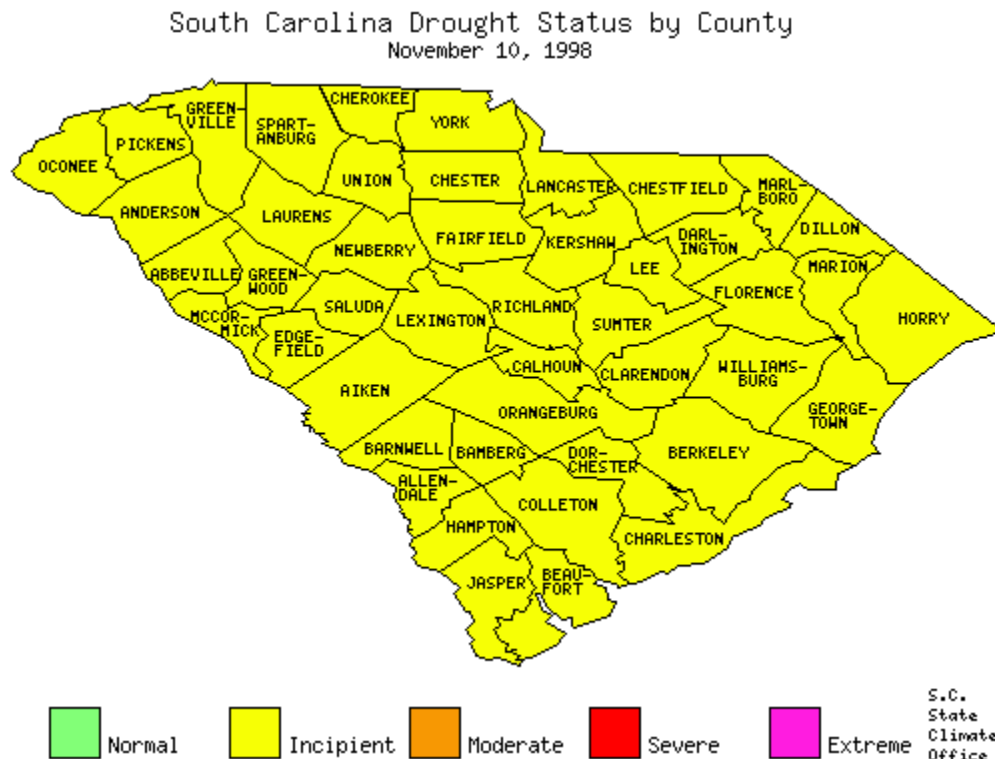 South Carolina Drought Status by County
November 10, 1998
CHEROKEE
GREEN-
VILLE
SPART-
ANBURG
YORK
PICKENS
OCONEE
UNION
CHESTER
LANCASTER
CHESTFIELD
MARL-
BORO
ANDERSON
LAURENS
DILLON
NEWBERRY
FAIRFIELD
KERSHAW
DARL-
INGTON
ABBEVILLE
GREEN-
WOOD
LEE
MARION
SALUDA
RICHLAND
FLORENCE
MCCOR-
MICK
LEXINGTON
SUMTER
HORRY
EDGE-
FIELD
CALHOUN
CLARENDON
WILLIAMS-
BURG
AIKEN
ORANGEBURG
GEORGE-
TOWN
BARNWELL
BAMBERG
DOR-
CHESTER
BERKELEY
ALLEN-
DALE
COLLETON
HAMPTON
CHARLESTON
JASPER
BEAU-
FORT
Normal
Incipient
Moderate
Severe
Extreme
S.C.
State
Climate
Office